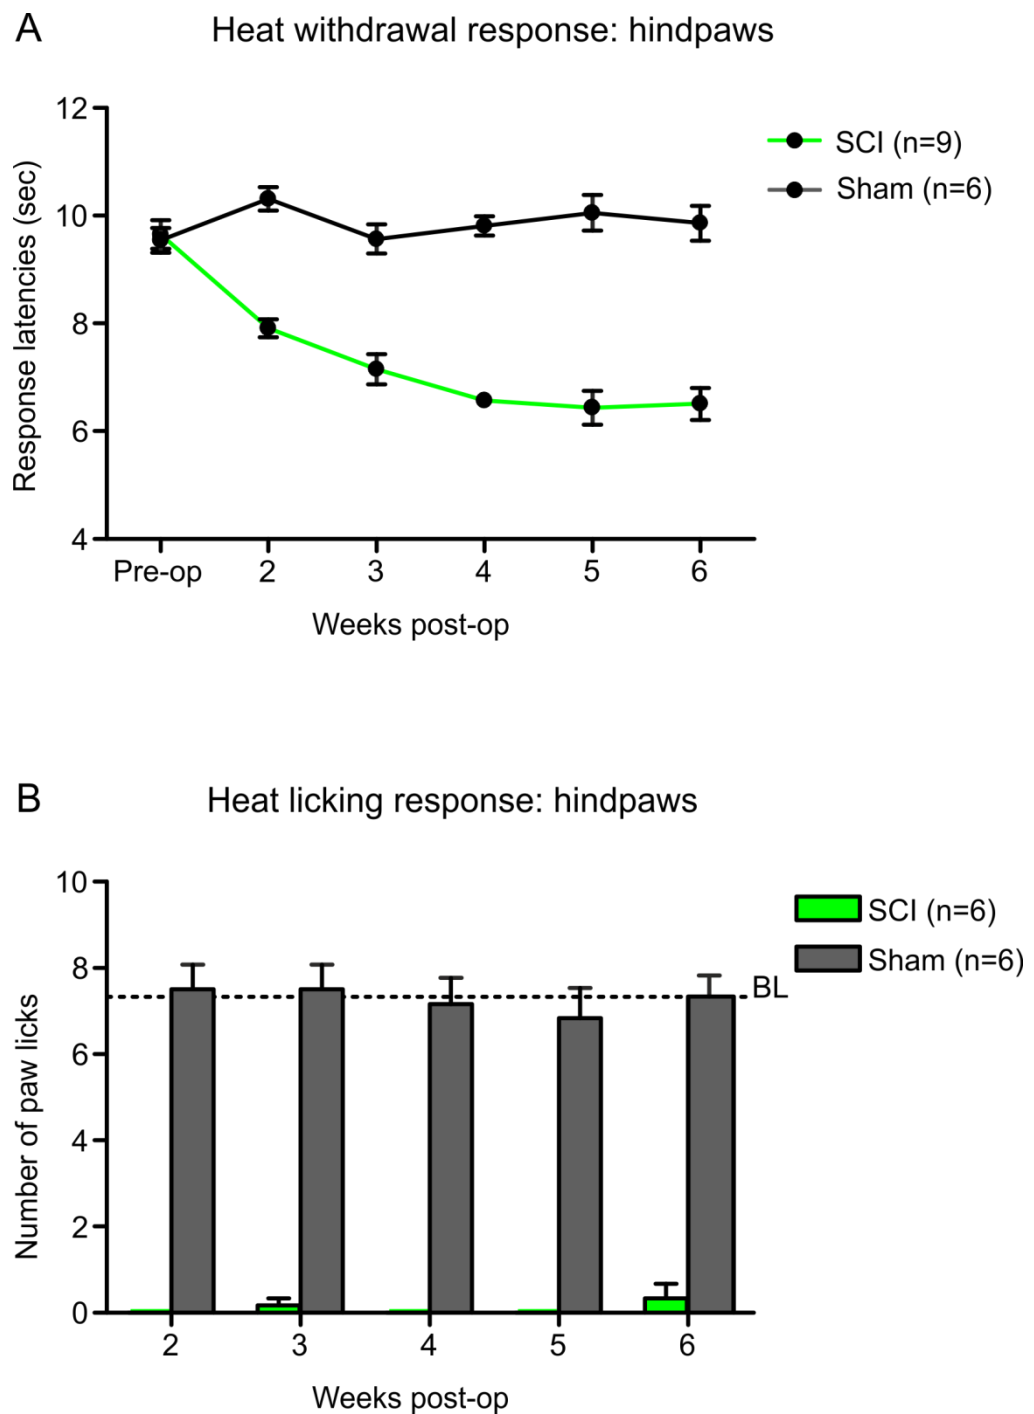 A
Heat withdrawal response: hindpaws
12
10
8
6
4
Response latencies (sec)
SCI (n=9)
Sham (n=6)
Pre-op 2 3 4 5 6
Weeks post-op
B
Heat licking response: hindpaws
10
8
6
4
2
0
Number of paw licks
SCI (n=6)
Sham (n=6)
BL
2 3 4 5 6
Weeks post-op